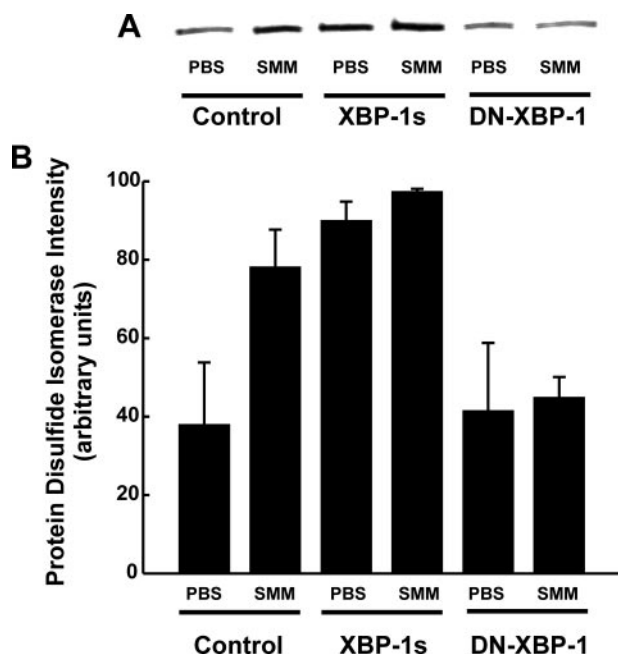 A
PBS SMM PBS SMM PBS SMM
Control XBP-1s DN-XBP-1
B
Protein Disulfide Isomerase Intensity
(arbitrary units)
100
80
60
40
20
0
PBS SMM PBS SMM PBS SMM
Control XBP-1s DN-XBP-1